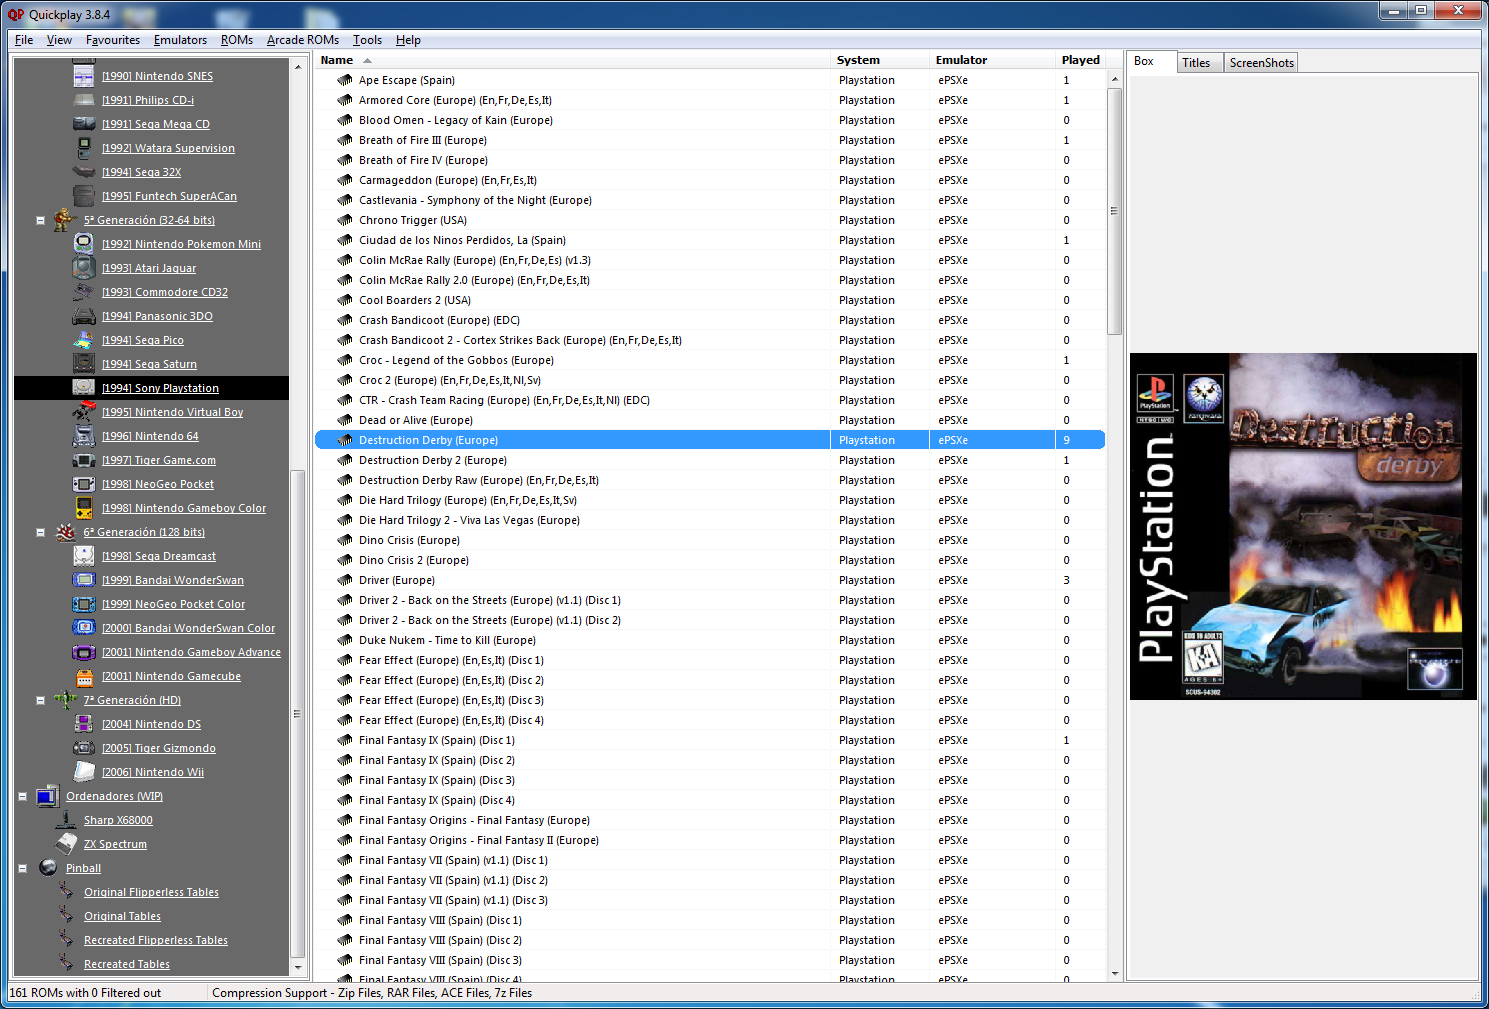 Quickplay 3.8.4
File View Favourites Emulators ROMs Arcade ROMs Tools Help
[1990] Nintendo SNES
[1991] Philips CD-i
[1991] Sega Mega CD
[1992] Watara Supervision
[1994] Sega 32X
[1995] Funtech SuperACan
5ª Generación (32-64 bits)
[1992] Nintendo Pokemon Mini
[1993] Atari Jaguar
[1993] Commodore CD32
[1994] Panasonic 3DO
[1994] Sega Pico
[1994] Sega Saturn
[1994] Sony Playstation
[1995] Nintendo Virtual Boy
[1996] Nintendo 64
[1997] Tiger Game.com
[1998] NeoGeo Pocket
[1998] Nintendo Gameboy Color
6ª Generación (128 bits)
[1998] Sega Dreamcast
[1999] Bandai WonderSwan
[1999] NeoGeo Pocket Color
[2000] Bandai WonderSwan Color
[2001] Nintendo Gameboy Advance
[2001] Nintendo Gamecube
7ª Generación (HD)
[2004] Nintendo DS
[2005] Tiger Gizmondo
[2006] Nintendo Wii
Ordenadores (WIP)
Sharp X68000
ZX Spectrum
Pinball
Original Flipperless Tables
Original Tables
Recreated Flipperless Tables
Recreated Tables
Name System Emulator Played
Ape Escape (Spain) Playstation ePSXe 1
Armored Core (Europe) (En,Fr,De,Es,It) Playstation ePSXe 1
Blood Omen - Legacy of Kain (Europe) Playstation ePSXe 0
Breath of Fire III (Europe) Playstation ePSXe 1
Breath of Fire IV (Europe) Playstation ePSXe 0
Carmageddon (Europe) (En,Fr,Es,It) Playstation ePSXe 0
Castlevania - Symphony of the Night (Europe) Playstation ePSXe 0
Chrono Trigger (USA) Playstation ePSXe 0
Ciudad de los Ninos Perdidos, La (Spain) Playstation ePSXe 1
Colin McRae Rally (Europe) (En,Fr,De,Es) (v1.3) Playstation ePSXe 0
Colin McRae Rally 2.0 (Europe) (En,Fr,De,Es,It) Playstation ePSXe 0
Cool Boarders 2 (USA) Playstation ePSXe 0
Crash Bandicoot (Europe) (EDC) Playstation ePSXe 0
Crash Bandicoot 2 - Cortex Strikes Back (Europe) (En,Fr,De,Es,It) Playstation ePSXe 0
Croc - Legend of the Gobbos (Europe) Playstation ePSXe 1
Croc 2 (Europe) (En,Fr,De,Es,It,Nl,Sv) Playstation ePSXe 0
CTR - Crash Team Racing (Europe) (En,Fr,De,Es,It,Nl) (EDC) Playstation ePSXe 0
Dead or Alive (Europe) Playstation ePSXe 0
Destruction Derby (Europe) Playstation ePSXe 9
Destruction Derby 2 (Europe) Playstation ePSXe 1
Destruction Derby Raw (Europe) (En,Fr,De,Es,It) Playstation ePSXe 0
Die Hard Trilogy (Europe) (En,Fr,De,Es,It,Sv) Playstation ePSXe 0
Die Hard Trilogy 2 - Viva Las Vegas (Europe) Playstation ePSXe 0
Dino Crisis (Europe) Playstation ePSXe 0
Dino Crisis 2 (Europe) Playstation ePSXe 0
Driver (Europe) Playstation ePSXe 3
Driver 2 - Back on the Streets (Europe) (v1.1) (Disc 1) Playstation ePSXe 0
Driver 2 - Back on the Streets (Europe) (v1.1) (Disc 2) Playstation ePSXe 0
Duke Nukem - Time to Kill (Europe) Playstation ePSXe 0
Fear Effect (Europe) (En,Es,It) (Disc 1) Playstation ePSXe 0
Fear Effect (Europe) (En,Es,It) (Disc 2) Playstation ePSXe 0
Fear Effect (Europe) (En,Es,It) (Disc 3) Playstation ePSXe 0
Fear Effect (Europe) (En,Es,It) (Disc 4) Playstation ePSXe 0
Final Fantasy IX (Spain) (Disc 1) Playstation ePSXe 1
Final Fantasy IX (Spain) (Disc 2) Playstation ePSXe 0
Final Fantasy IX (Spain) (Disc 3) Playstation ePSXe 0
Final Fantasy IX (Spain) (Disc 4) Playstation ePSXe 0
Final Fantasy Origins - Final Fantasy (Europe) Playstation ePSXe 0
Final Fantasy Origins - Final Fantasy II (Europe) Playstation ePSXe 0
Final Fantasy VII (Spain) (v1.1) (Disc 1) Playstation ePSXe 0
Final Fantasy VII (Spain) (v1.1) (Disc 2) Playstation ePSXe 0
Final Fantasy VII (Spain) (v1.1) (Disc 3) Playstation ePSXe 0
Final Fantasy VIII (Spain) (Disc 1) Playstation ePSXe 0
Final Fantasy VIII (Spain) (Disc 2) Playstation ePSXe 0
Final Fantasy VIII (Spain) (Disc 3) Playstation ePSXe 0
Final Fantasy VIII (Spain) (Disc 4) Playstation ePSXe 0
Box Titles ScreenShots
PlayStation
NTSC U/C
Destruction
derby
PlayStation
KIDS TO ADULTS
K-A
AGES 6+
SCUS-94302
161 ROMs with 0 Filtered out
Compression Support - Zip Files, RAR Files, ACE Files, 7z Files